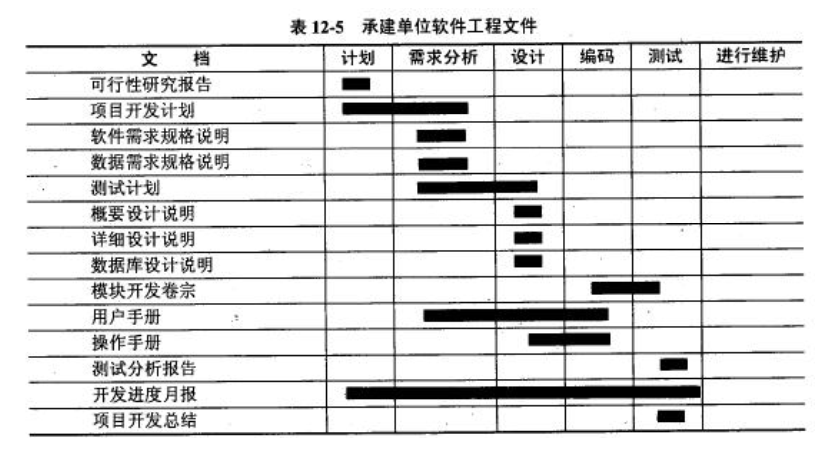 表 12-5 承建单位软件工程文件
文 档 计划 需求分析 设计 编码 测试 进行维护
可行性研究报告
项目开发计划
软件需求规格说明
数据需求规格说明
测试计划
概要设计说明
详细设计说明
数据库设计说明
模块开发卷宗
用户手册
操作手册
测试分析报告
开发进度月报
项目开发总结